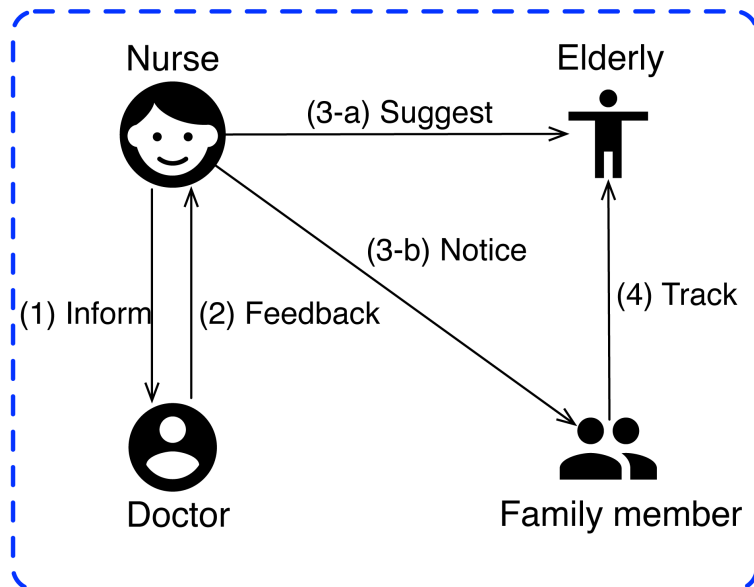 Nurse
Elderly
(3-a) Suggest
(3-b) Notice
(1) Inform
(2) Feedback
(4) Track
Doctor
Family member